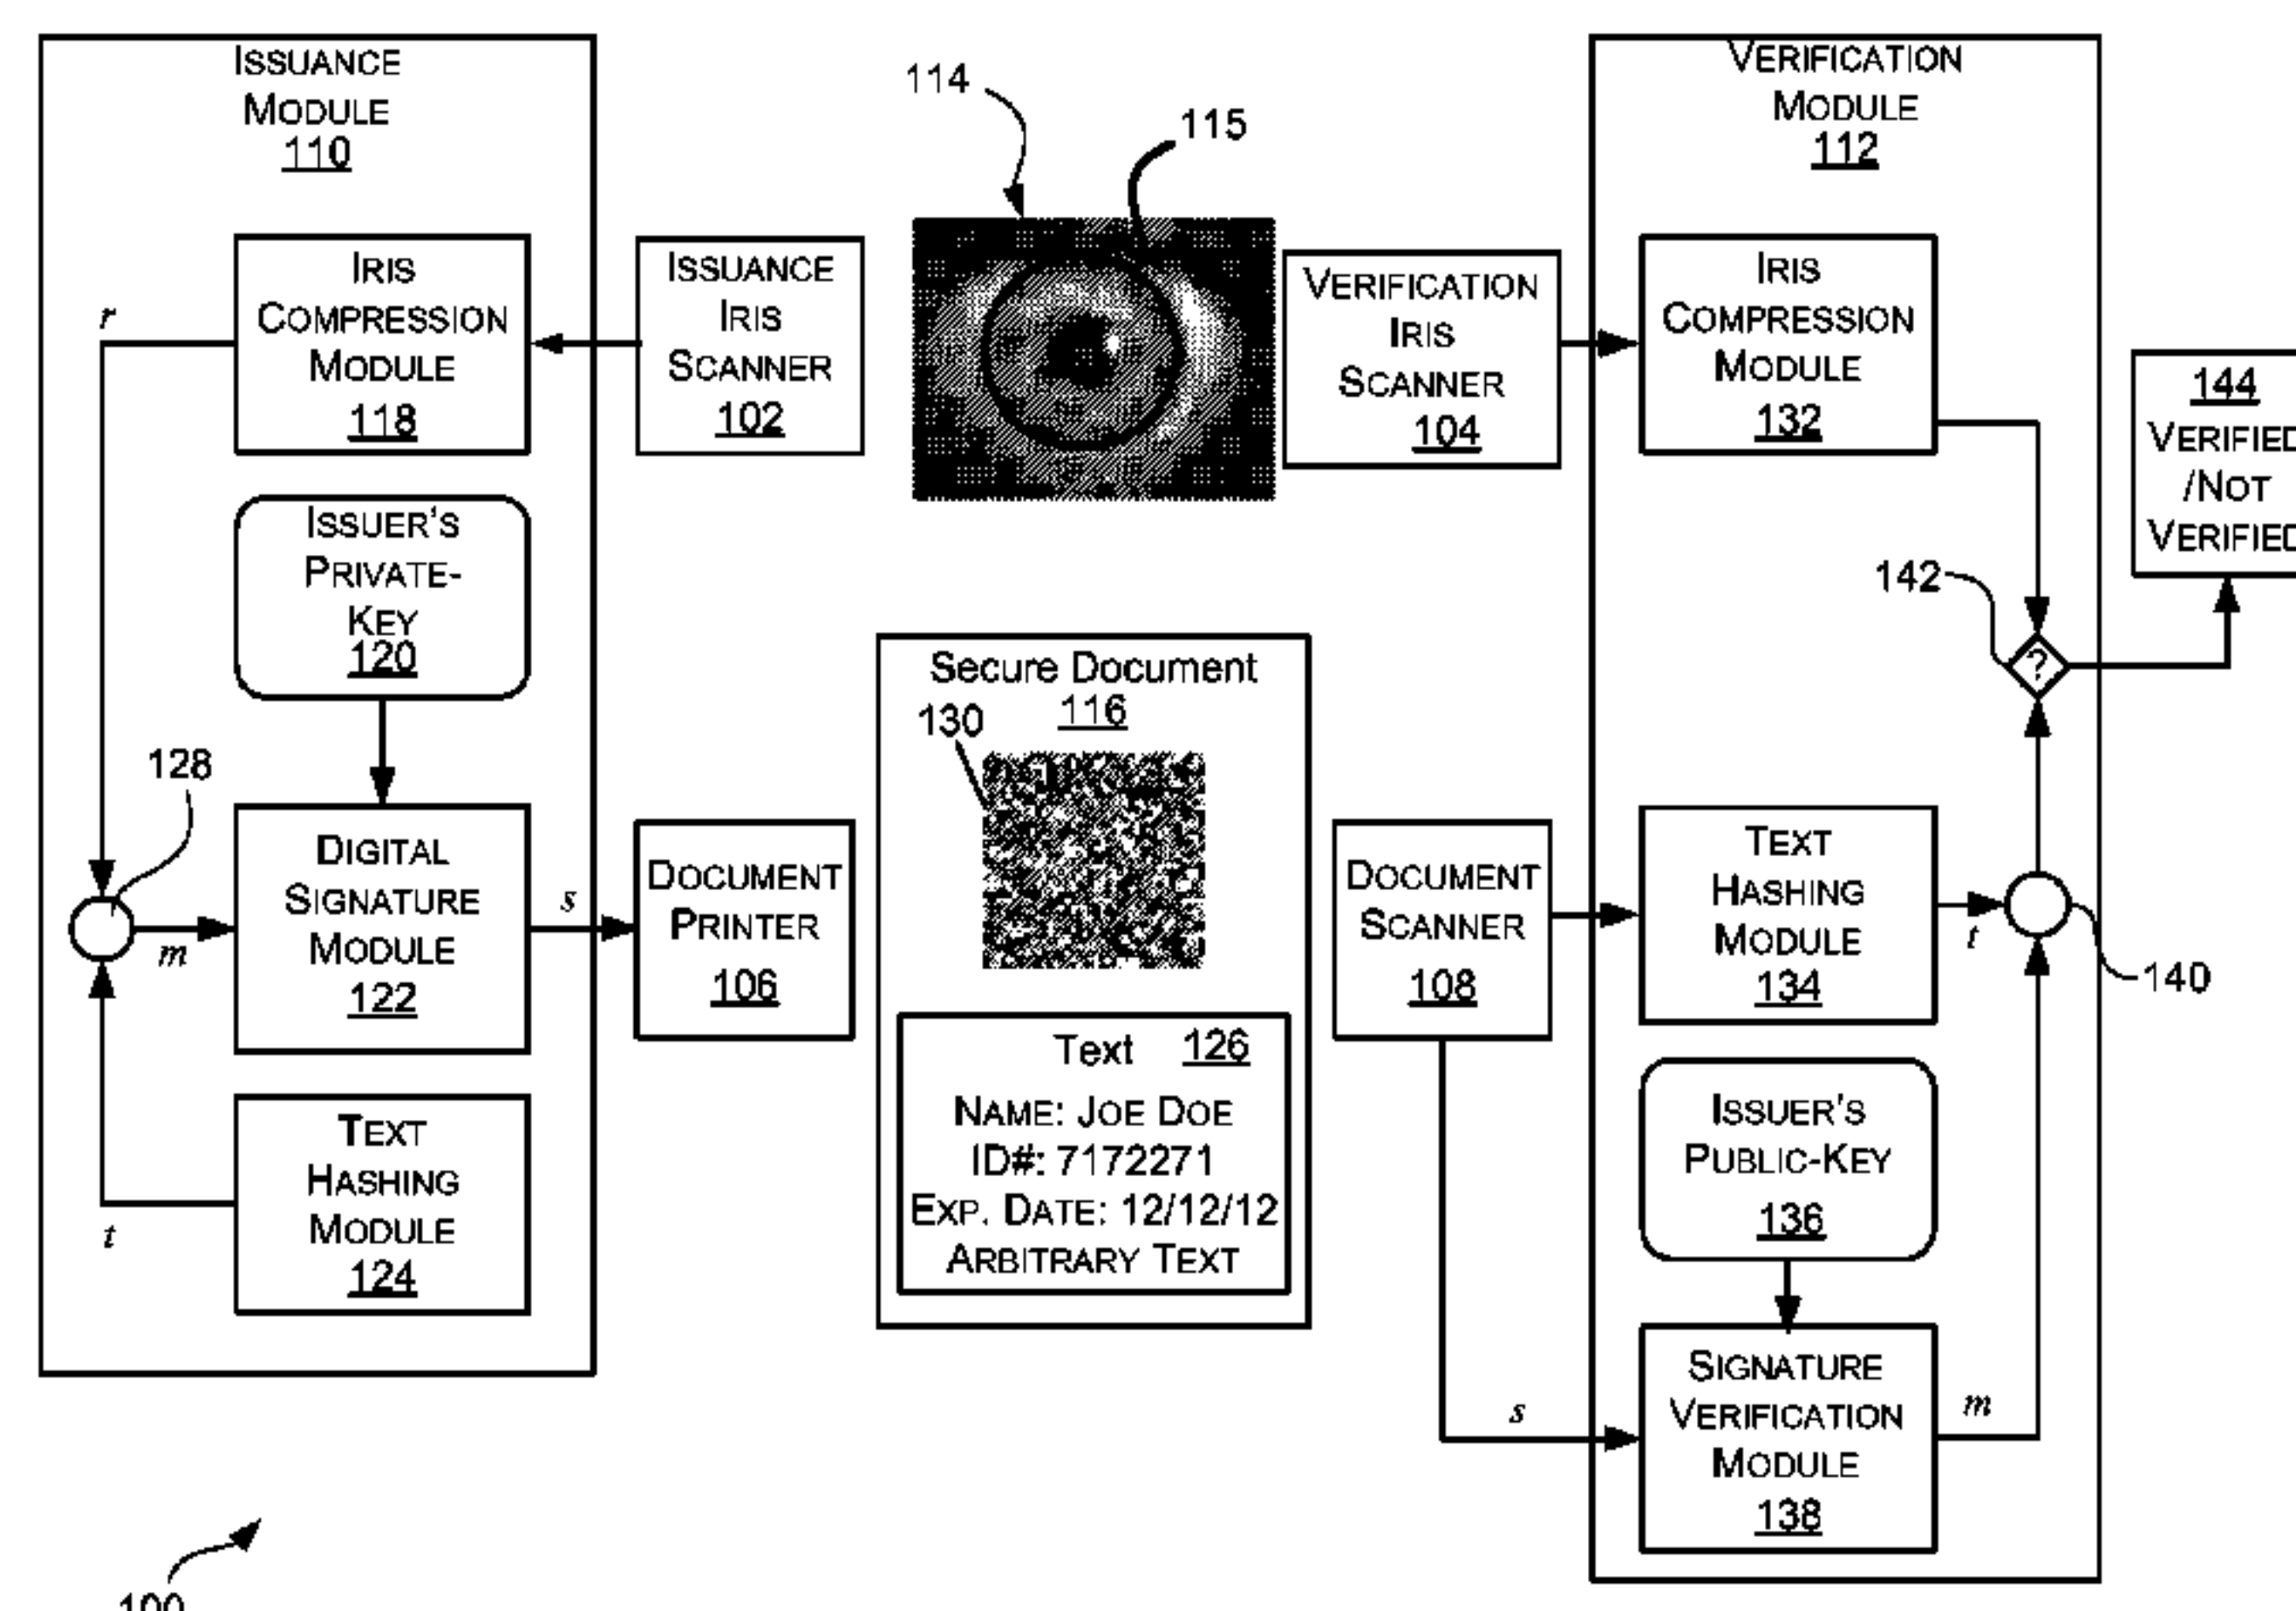 ISSUANCE
MODULE
110
IRIS
COMPRESSION
MODULE
118
r
ISSUER'S
PRIVATE-
KEY
120
128
DIGITAL
SIGNATURE
MODULE
122
m
s
TEXT
HASHING
MODULE
124
t
100
ISSUANCE
IRIS
SCANNER
102
114
115
VERIFICATION
IRIS
SCANNER
104
DOCUMENT
PRINTER
106
Secure Document
116
130
Text 126
NAME: JOE DOE
ID#: 7172271
EXP. DATE: 12/12/12
ARBITRARY TEXT
DOCUMENT
SCANNER
108
s
VERIFICATION
MODULE
112
IRIS
COMPRESSION
MODULE
132
142
?
TEXT
HASHING
MODULE
134
t
140
ISSUER'S
PUBLIC-KEY
136
SIGNATURE
VERIFICATION
MODULE
138
m
144
VERIFIED
/NOT
VERIFIED